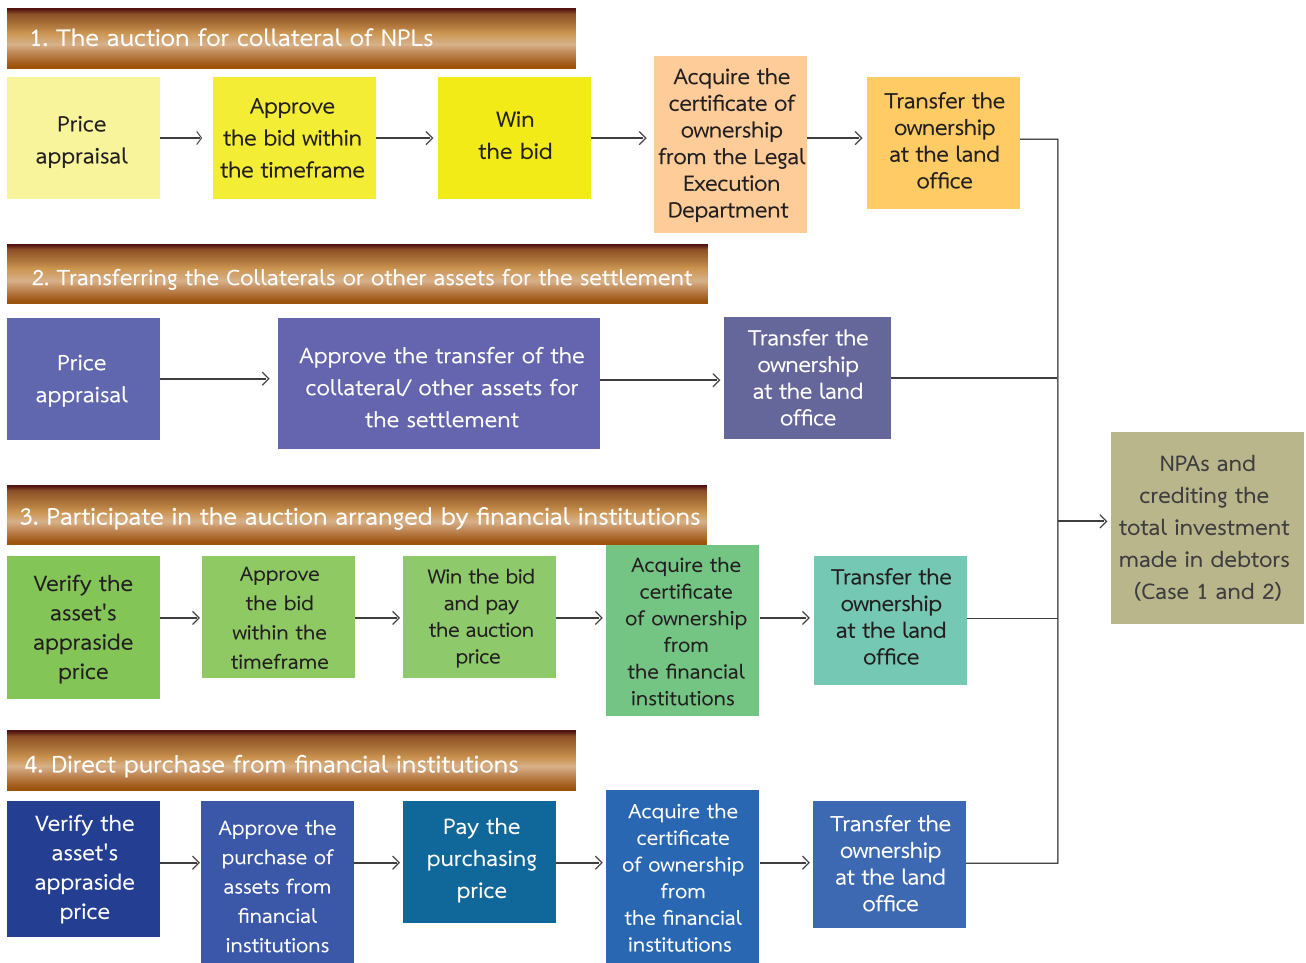 1. The auction for collateral of NPLs
Price
appraisal
Approve
the bid within
the timeframe
Win
the bid
Acquire the
certificate of
ownership
from the Legal
Execution
Department
Transfer the
ownership
at the land
office
2. Transferring the Collaterals or other assets for the settlement
Price
appraisal
Approve the transfer of the
collateral/ other assets for
the settlement
Transfer the
ownership
at the land
office
NPAs and
crediting the
total investment
made in debtors
(Case 1 and 2)
3. Participate in the auction arranged by financial institutions
Verify the
asset's
appraside
price
Approve
the bid
within the
timeframe
Win the bid
and pay
the auction
price
Acquire the
certificate
of ownership
from
the financial
institutions
Transfer the
ownership
at the land
office
4. Direct purchase from financial institutions
Verify the
asset's
appraside
price
Approve the
purchase of
assets from
financial
institutions
Pay the
purchasing
price
Acquire the
certificate
of ownership
from
the financial
institutions
Transfer the
ownership
at the land
office